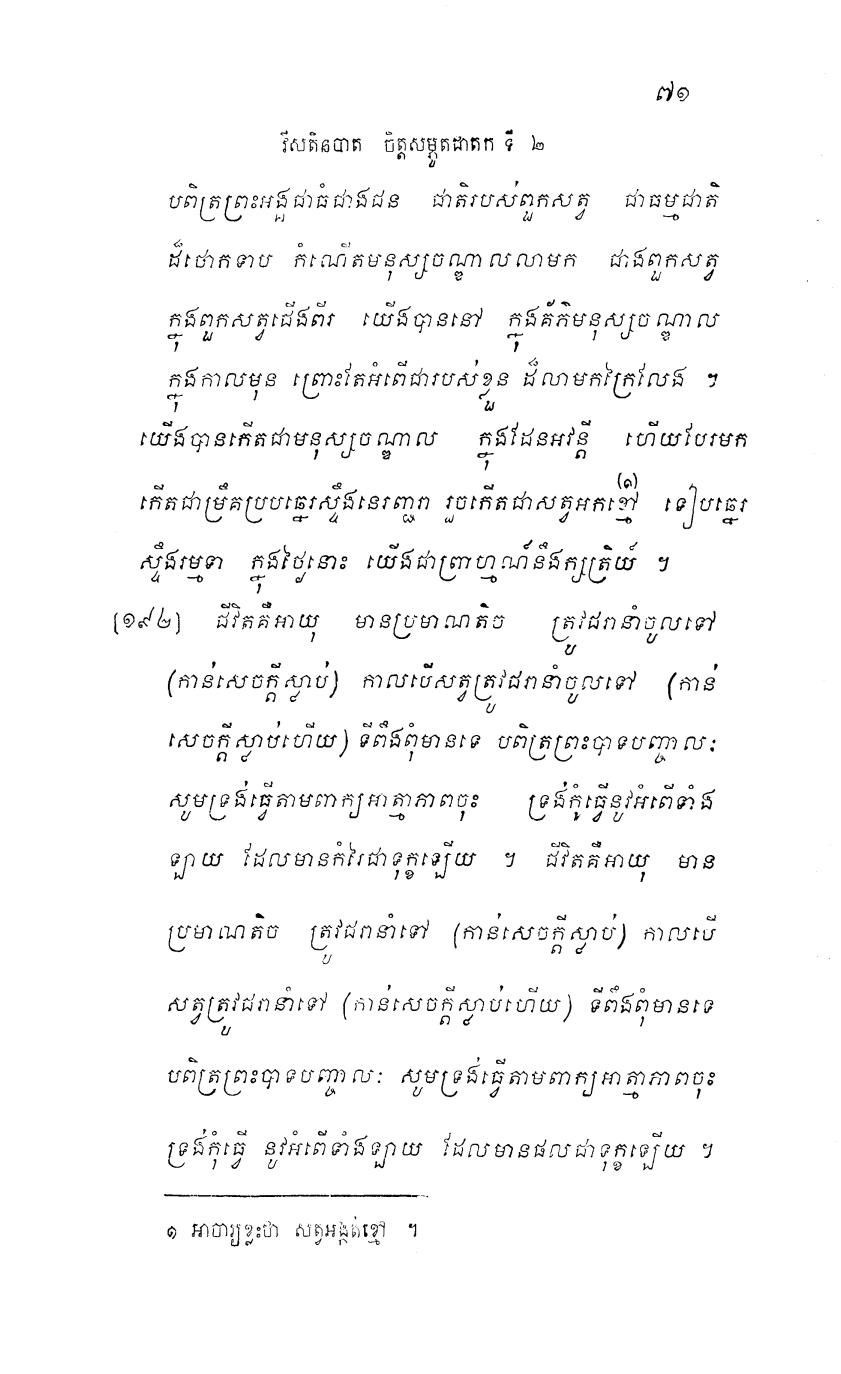 ៧១
វីសតិនិបាត ចិត្តសម្ភូតជាតក ទី ២
បពិត្រព្រះអង្គជាធំជាងជន ជាតិរបស់ពួកសត្វ ជាធម្មជាតិ
ដ៏ថោកទាប កំណើតមនុស្សចណ្ឌាលលាមក ជាងពួកសត្វ
ក្នុងពួកសត្វជើងពីរ យើងបាននៅ ក្នុងគ័ភ៌មនុស្សចណ្ឌាល
ក្នុងកាលមុន ព្រោះតែអំពើជារបស់ខ្លួន ដ៏លាមកក្រៃលែង ។
យើងបានកើតជាមនុស្សចណ្ឌាល ក្នុងដែនអវន្តី ហើយបែរមក
កើតជាម្រឹគប្របឆ្នេរស្ទឹងនេរញ្ជរា រួចកើតជាសត្វអកខ្មៅ (១) ទៀបឆ្នេរ
ស្ទឹងរម្មទា ក្នុងថ្ងៃនោះ យើងជាព្រាហ្មណ៍នឹងក្សត្រិយ៍ ។
[១៩២] ជីវិតគឺអាយុ មានប្រមាណតិច ត្រូវជរានាំចូលទៅ
(កាន់សេចក្តីស្លាប់) កាលបើសត្វត្រូវជរានាំចូលទៅ (កាន់
សេចក្តីស្លាប់ហើយ) ទីពឹងពុំមានទេ បពិត្រព្រះបាទបញ្ចាលៈ
សូមទ្រង់ធ្វើតាមពាក្យអាត្មាភាពចុះ ទ្រង់កុំធ្វើនូវអំពើទាំង
ឡាយ ដែលមានកំរៃជាទុក្ខឡើយ ។ ជីវិតគឺអាយុ មាន
ប្រមាណតិច ត្រូវជរានាំទៅ (កាន់សេចក្តីស្លាប់) កាលបើ
សត្វត្រូវជរានាំទៅ (កាន់សេចក្តីស្លាប់ហើយ) ទីពឹងពុំមានទេ
បពិត្រព្រះបាទបញ្ចាលៈ សូមទ្រង់ធ្វើតាមពាក្យអាត្មាភាពចុះ
ទ្រង់កុំធ្វើ នូវអំពើទាំងឡាយ ដែលមានផលជាទុក្ខឡើយ ។
១ អាចារ្យខ្លះថា សត្វអង្កត់ខ្មៅ ។